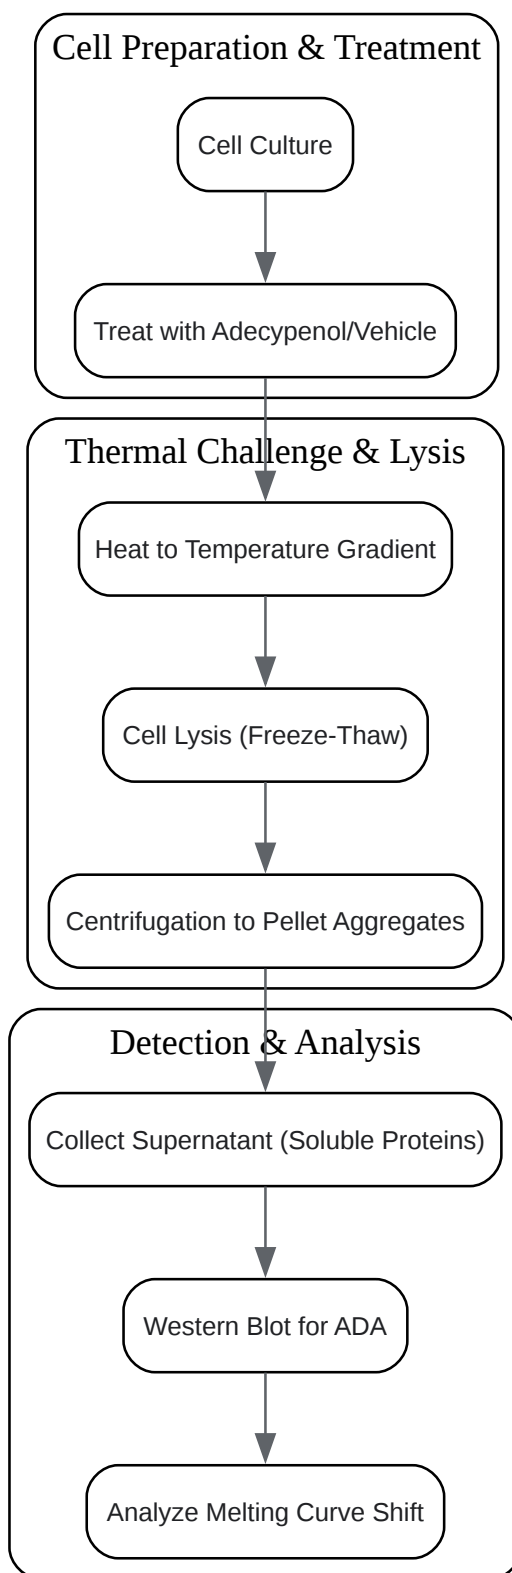 Cell Preparation & Treatment
Cell Culture
Treat with Adecypenol/Vehicle
Thermal Challenge & Lysis
Heat to Temperature Gradient
Cell Lysis (Freeze-Thaw)
Centrifugation to Pellet Aggregates
Detection & Analysis
Collect Supernatant (Soluble Proteins)
Western Blot for ADA
Analyze Melting Curve Shift